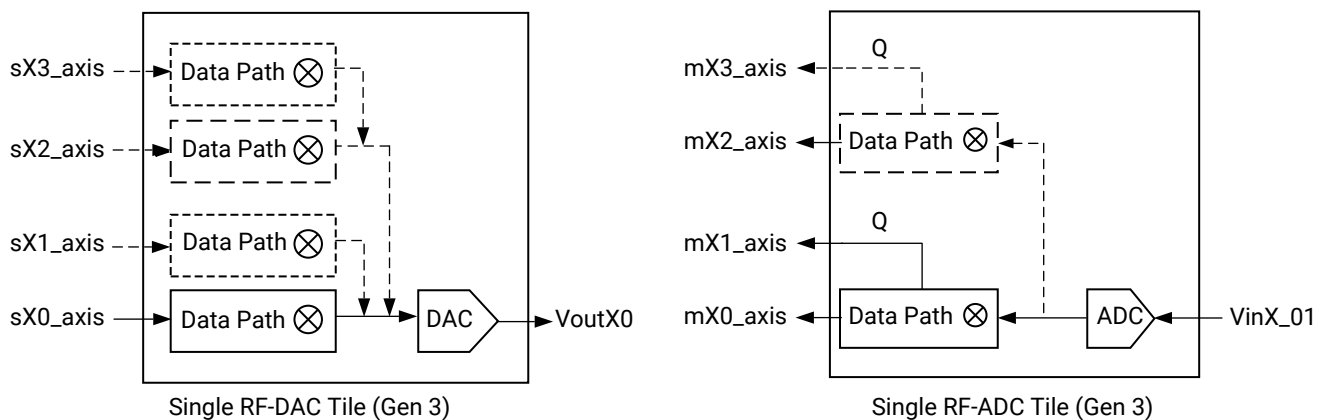 sX3_axis
Data Path
sX2_axis
Data Path
sX1_axis
Data Path
sX0_axis
Data Path
DAC
VoutX0
Single RF-DAC Tile (Gen 3)
Q
mX3_axis
mX2_axis
Data Path
Q
mX1_axis
mX0_axis
Data Path
ADC
VinX_01
Single RF-ADC Tile (Gen 3)